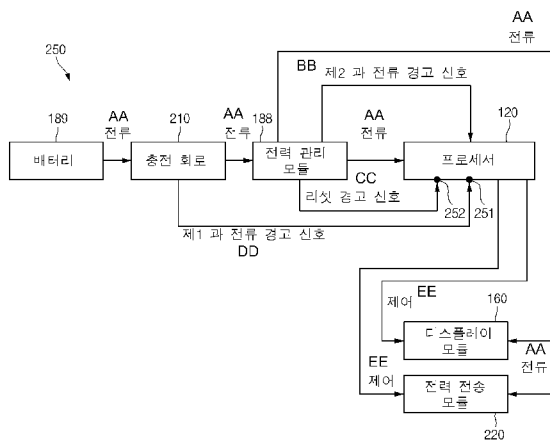 AA
전류
250
BB
제2 과 전류 경고 신호
189
AA
전류
210
AA
전류
188
AA
전류
120
배터리
충전 회로
전력 관리
모듈
프로세서
CC
리셋 경고 신호
252
251
제1 과 전류 경고 신호
DD
제어
EE
160
디스플레이
모듈
AA
전류
EE
제어
전력 전송
모듈
220